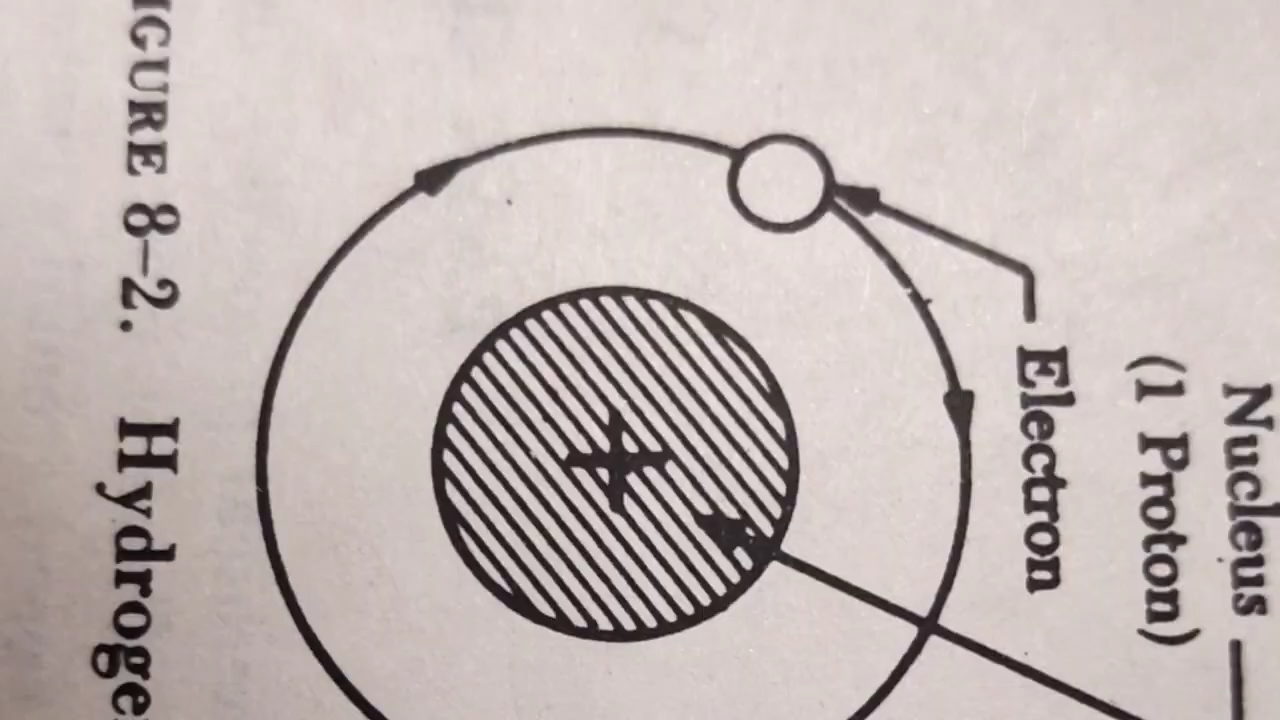 Nucleus
(1 Proton)
Electron
+
IGURE 8-2. Hydroge